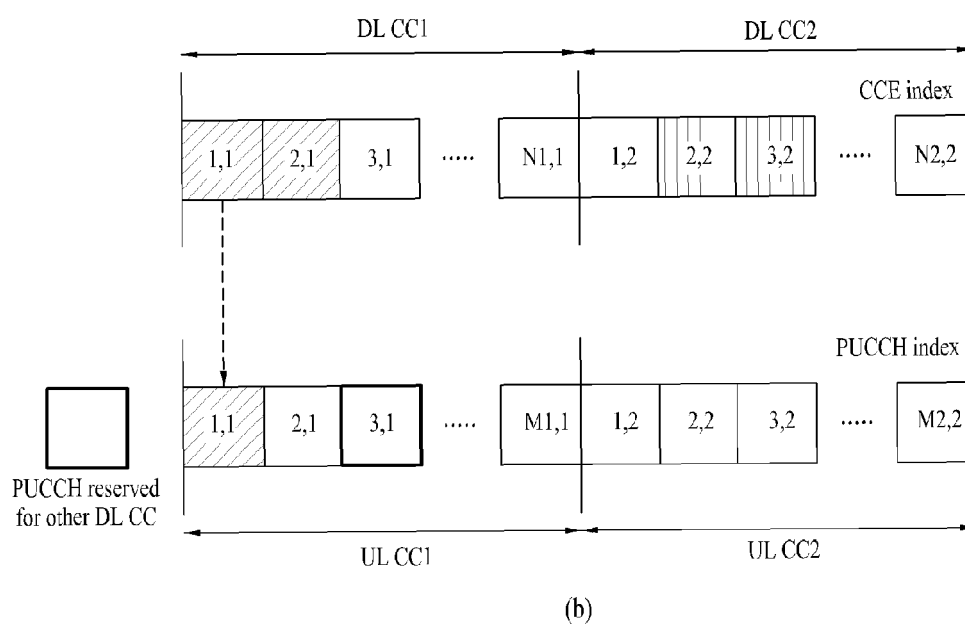 DL CC1 DL CC2
CCE index
1,1 2,1 3,1 ..... N1,1 1,2 2,2 3,2 ..... N2,2
PUCCH index
1,1 2,1 3,1 ..... M1,1 1,2 2,2 3,2 ..... M2,2
PUCCH reserved
for other DL CC
UL CC1 UL CC2
(b)